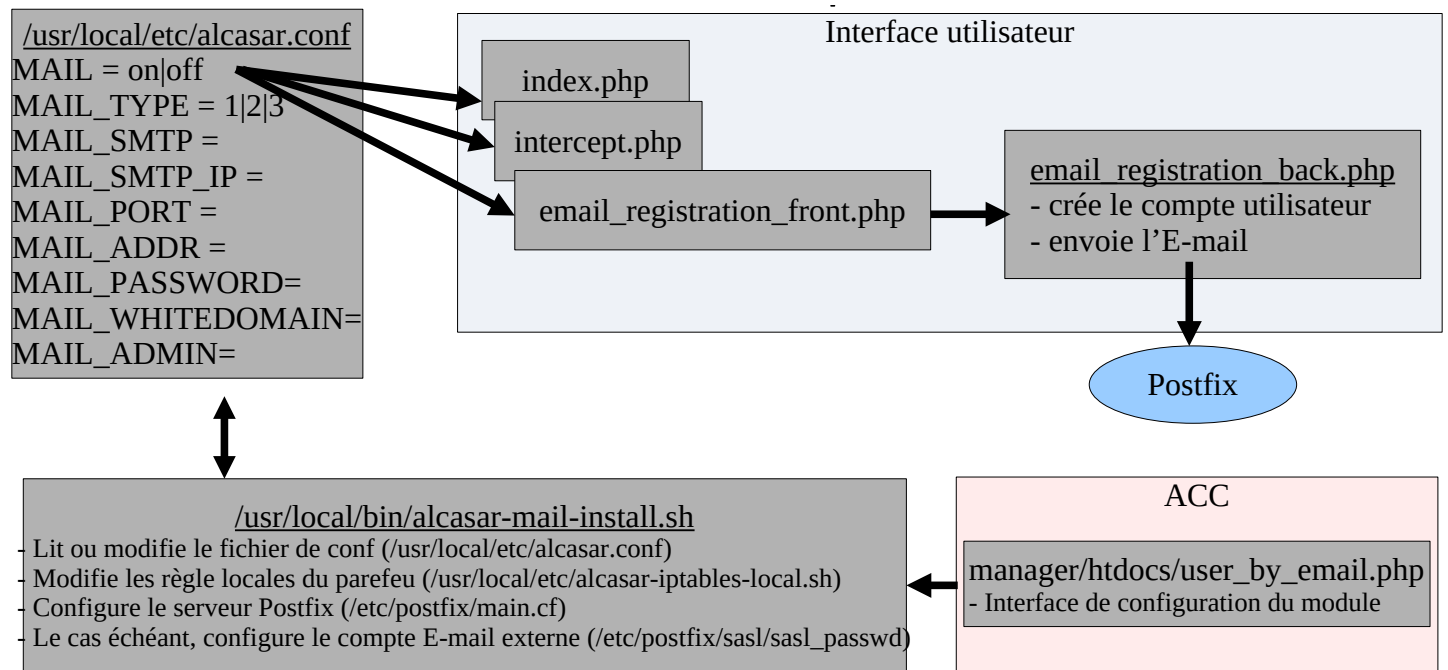 /usr/local/etc/alcasar.conf
MAIL = on|off
MAIL_TYPE = 1|2|3
MAIL_SMTP =
MAIL_SMTP_IP =
MAIL_PORT =
MAIL_ADDR =
MAIL_PASSWORD=
MAIL_WHITEDOMAIN=
MAIL_ADMIN=
Interface utilisateur
index.php
intercept.php
email_registration_front.php
email_registration_back.php
- crée le compte utilisateur
- envoie l’E-mail
Postfix
/usr/local/bin/alcasar-mail-install.sh
- Lit ou modifie le fichier de conf (/usr/local/etc/alcasar.conf)
- Modifie les règle locales du parefeu (/usr/local/etc/alcasar-iptables-local.sh)
- Configure le serveur Postfix (/etc/postfix/main.cf)
- Le cas échéant, configure le compte E-mail externe (/etc/postfix/sasl/sasl_passwd)
ACC
manager/htdocs/user_by_email.php
- Interface de configuration du module